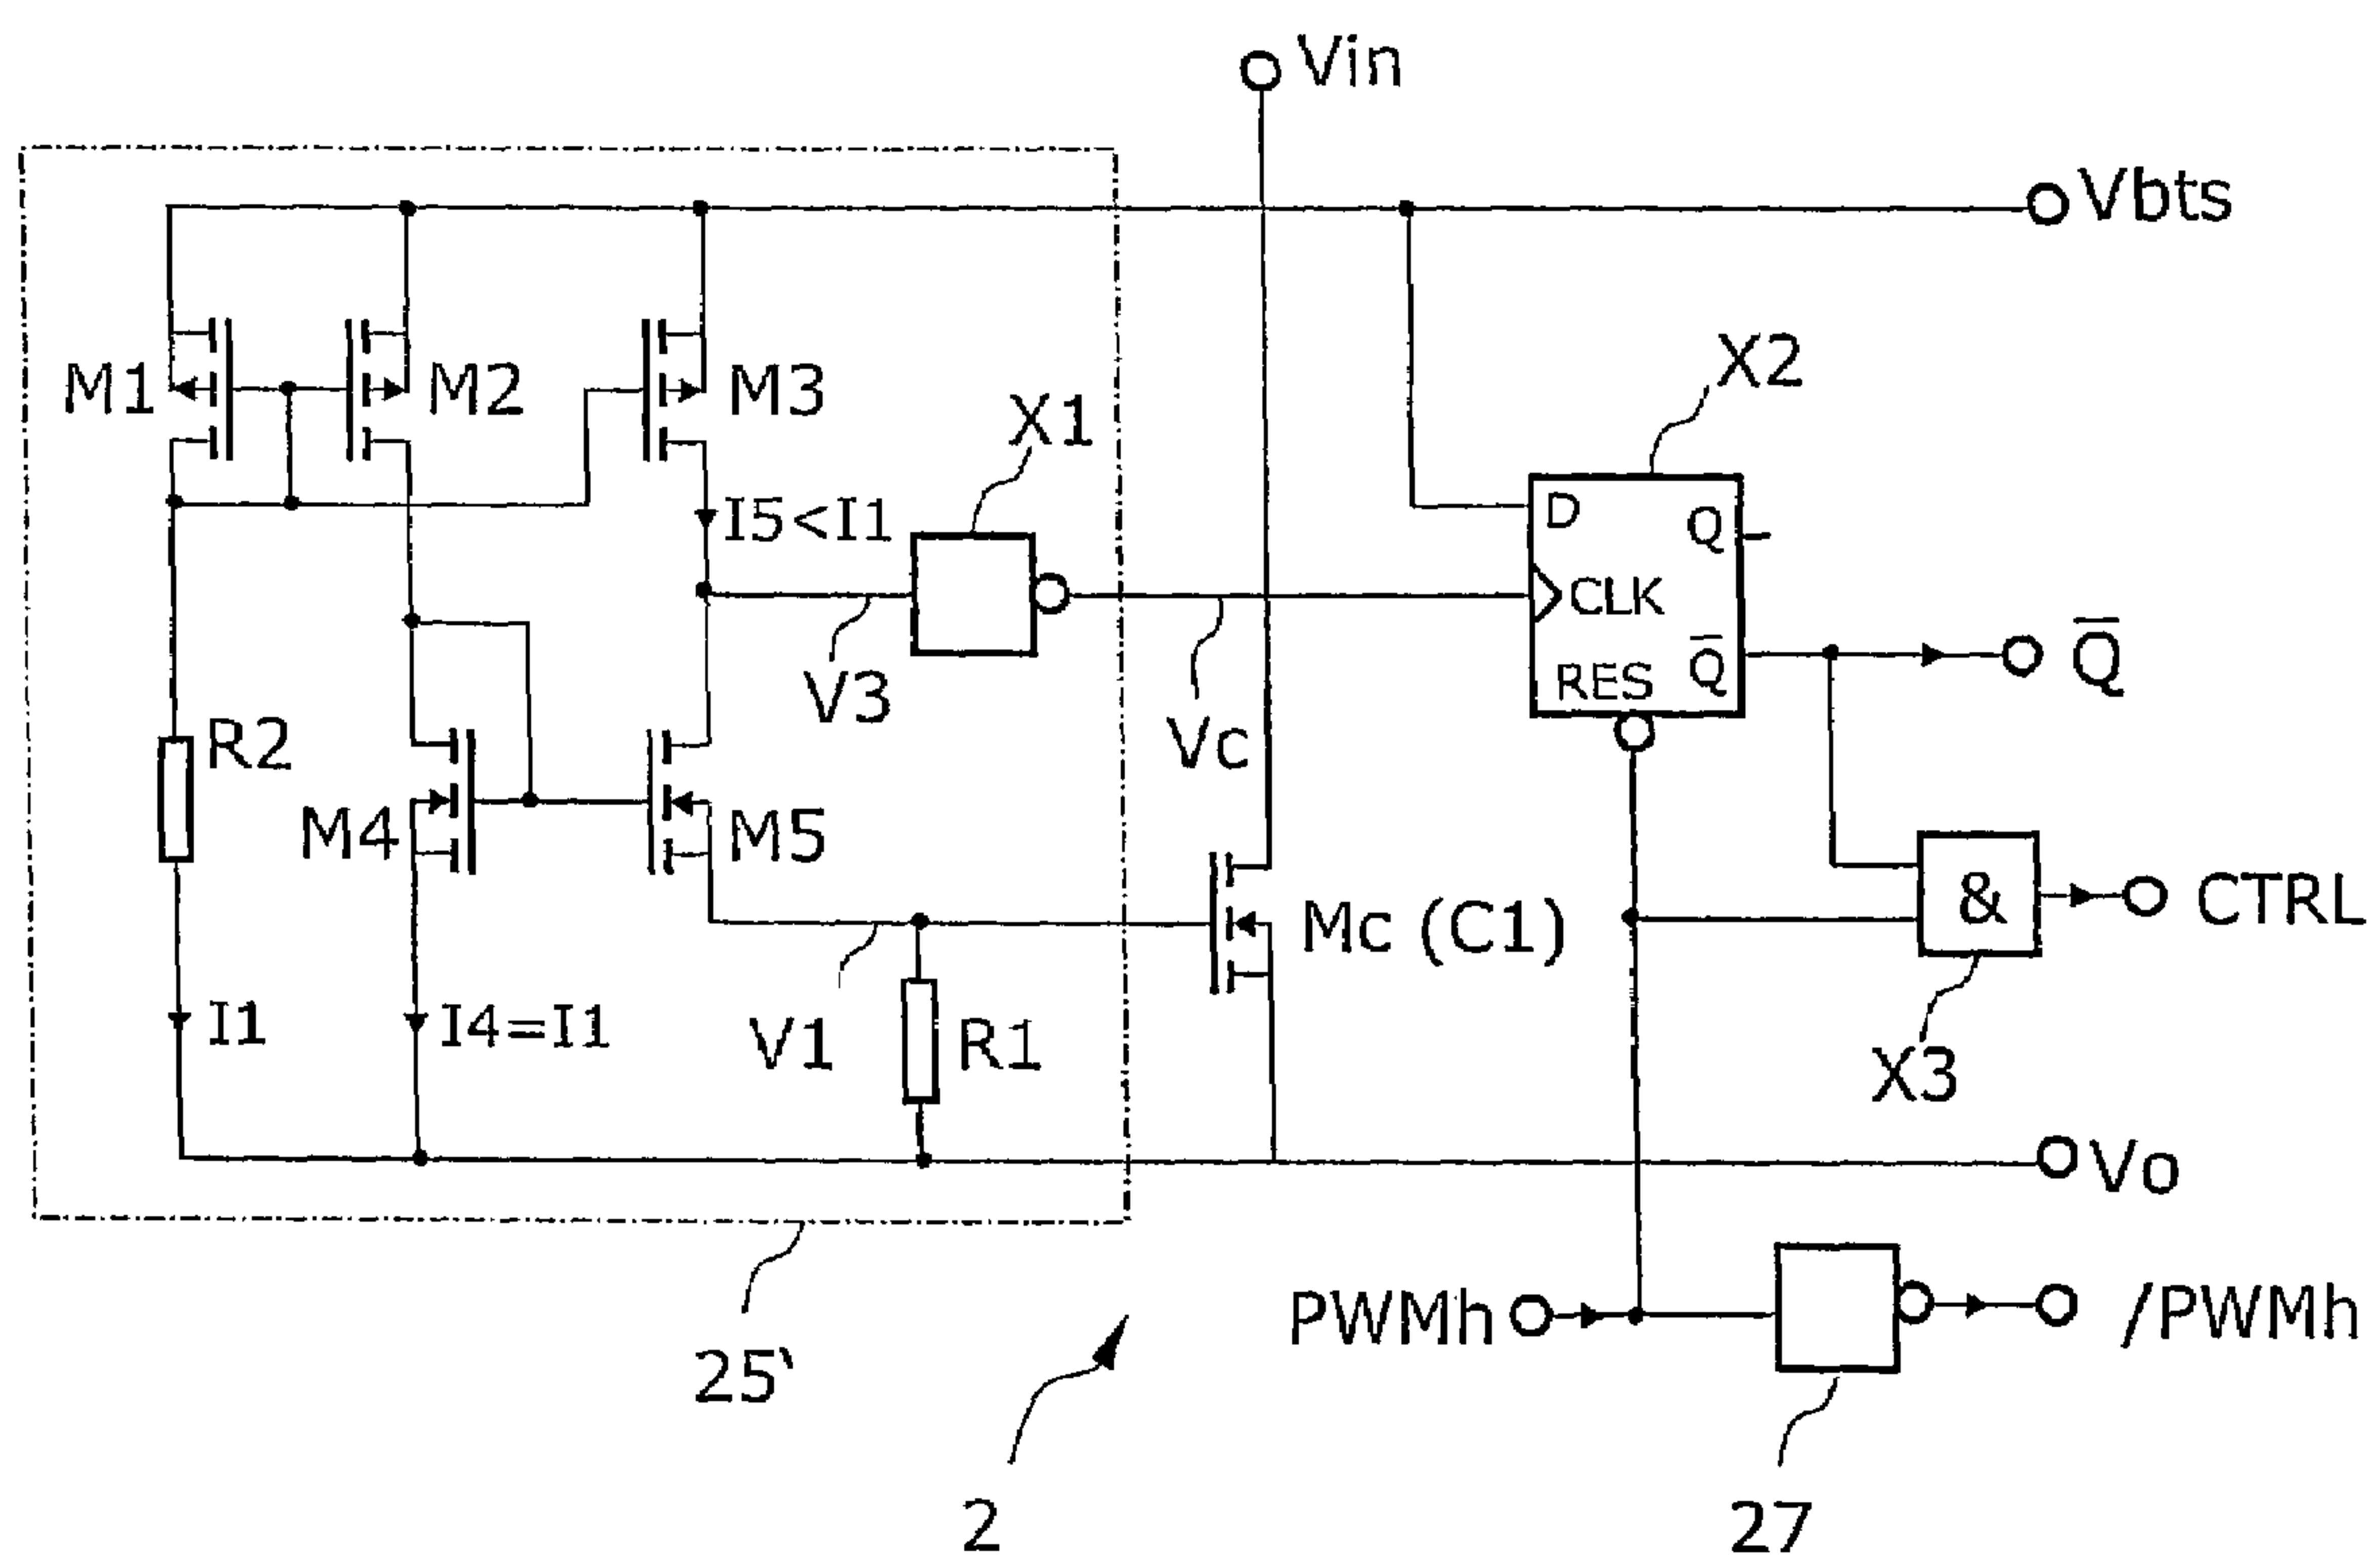 Vin
Vbts
M1
M2
M3
X1
X2
I5<I1
D
Q
CLK
RES
Q̅
Q̅
V3
Vc
R2
M4
M5
Mc (C1)
&
CTRL
I1
I4=I1
V1
R1
X3
Vo
PWMh
/PWMh
25‘
2
27